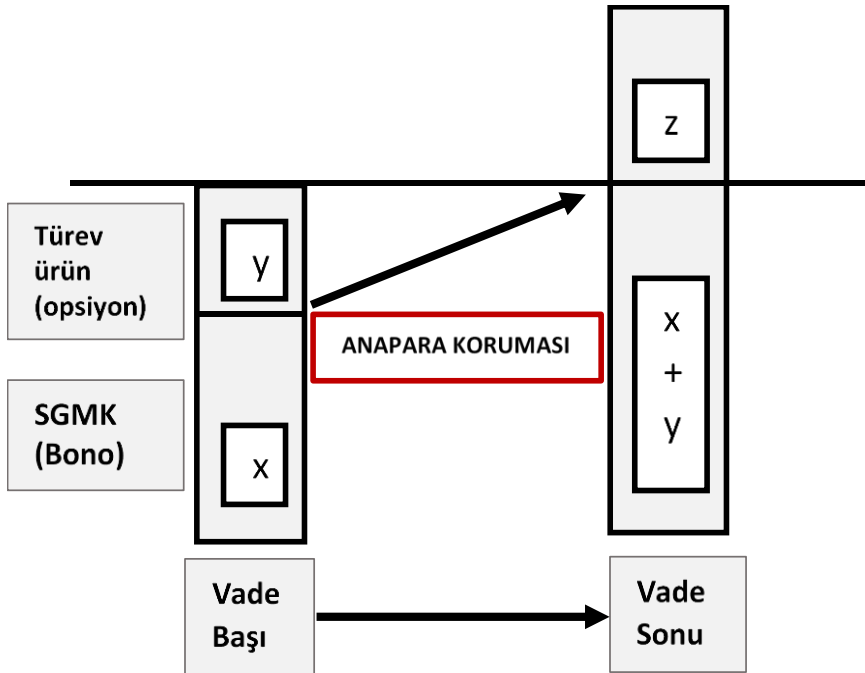 z
Türev
ürün
(opsiyon)
y
ANAPARA KORUMASI
x
+
y
SGMK
(Bono)
x
Vade
Başı
Vade
Sonu